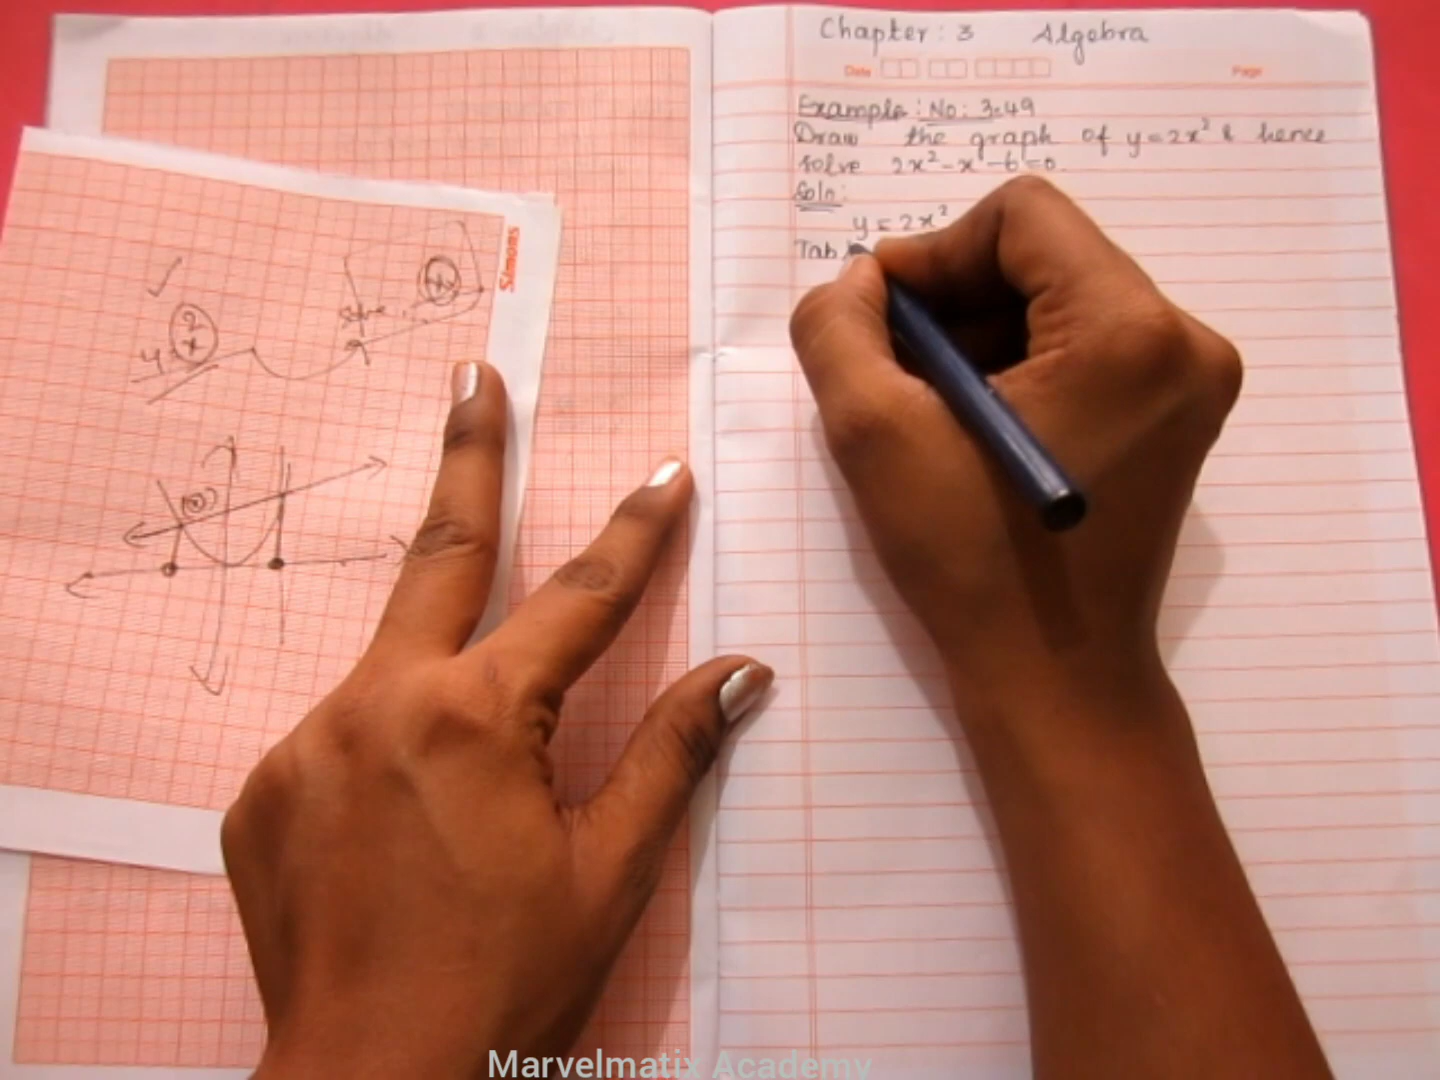 Chapter: 3 Algebra
Date
Page
Example: No: 3.49
Draw the graph of y=2x² & hence
solve 2x²-x-6=0.
Soln:
y = 2x²
Tab
Simons
solve
Marvelmatix Academy